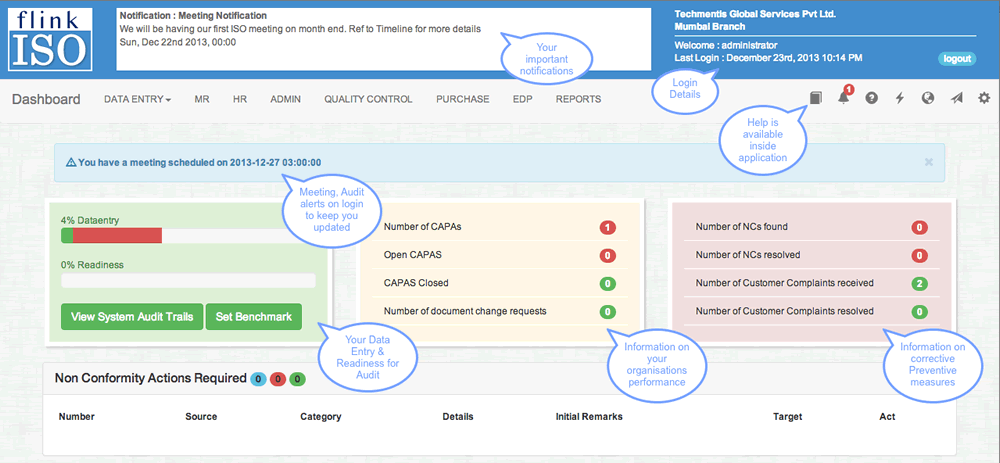 flink
ISO
Notification : Meeting Notification
We will be having our first ISO meeting on month end. Ref to Timeline for more details
Sun, Dec 22nd 2013, 00:00
Your
important
notifications
Techmentis Global Services Pvt Ltd.
Mumbai Branch
Welcome : administrator
Last Login : December 23rd, 2013 10:14 PM
logout
Login
Details
Dashboard DATA ENTRY MR HR ADMIN QUALITY CONTROL PURCHASE EDP REPORTS
1
Help is
available
inside
application
You have a meeting scheduled on 2013-12-27 03:00:00
×
Meeting, Audit
alerts on login
to keep you
updated
4% Dataentry
0% Readiness
View System Audit Trails Set Benchmark
Your Data
Entry &
Readiness for
Audit
Number of CAPAs 1
Open CAPAS 0
CAPAS Closed 0
Number of document change requests 0
Information on
your
organisations
performance
Number of NCs found 0
Number of NCs resolved 0
Number of Customer Complaints received 2
Number of Customer Complaints resolved 0
Information on
corrective
Preventive
measures
Non Conformity Actions Required 0 0 0
Number Source Category Details Initial Remarks Target Act